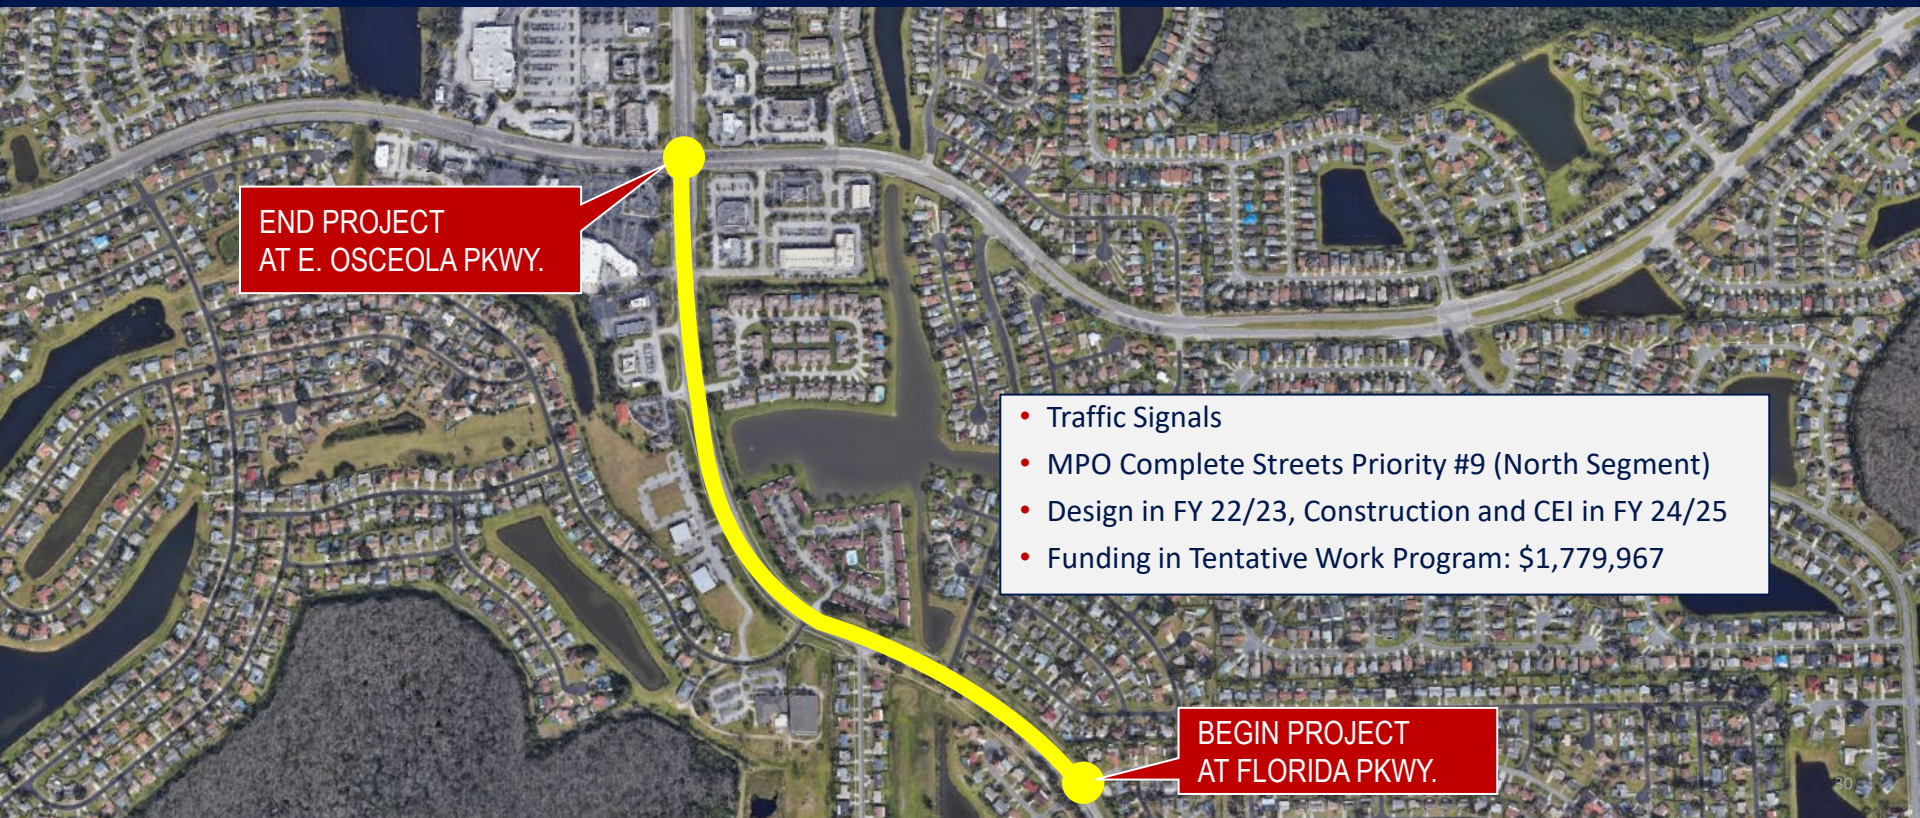 END PROJECT
AT E. OSCEOLA PKWY.
• Traffic Signals
• MPO Complete Streets Priority #9 (North Segment)
• Design in FY 22/23, Construction and CEI in FY 24/25
• Funding in Tentative Work Program: $1,779,967
BEGIN PROJECT
AT FLORIDA PKWY.
30